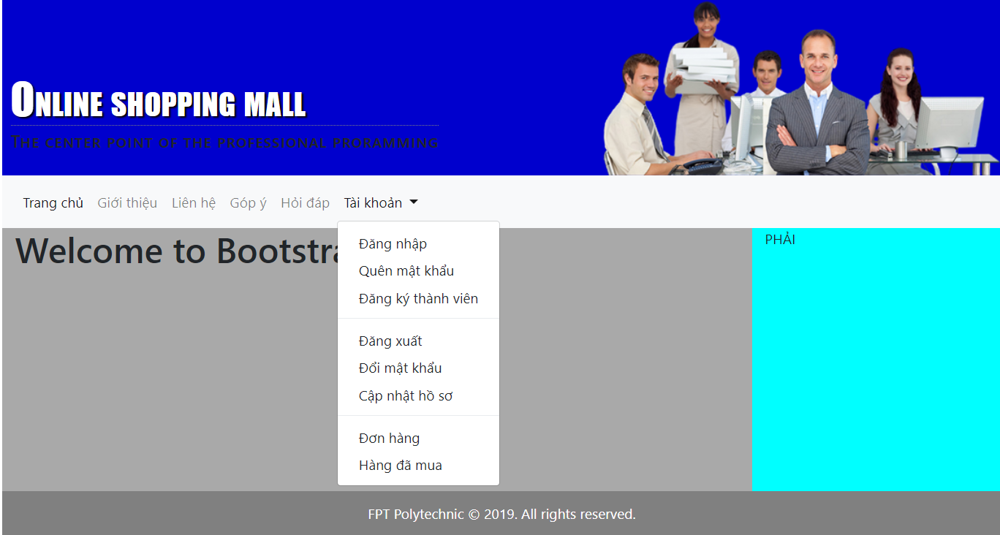 Online shopping mall
The center point of the professional proramming
Trang chủ Giới thiệu Liên hệ Góp ý Hỏi đáp Tài khoản
Welcome to Bootstra
PHẢI
Đăng nhập
Quên mật khẩu
Đăng ký thành viên
Đăng xuất
Đổi mật khẩu
Cập nhật hồ sơ
Đơn hàng
Hàng đã mua
FPT Polytechnic © 2019. All rights reserved.